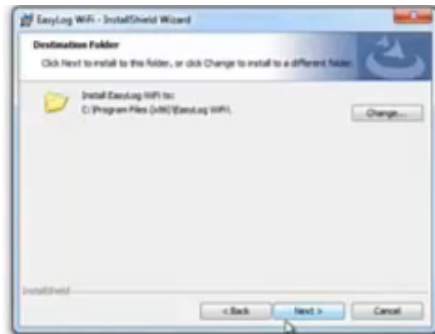 EasyLog WiFi - InstallShield Wizard
Destination Folder
Click Next to install to this folder, or click Change to install to a different folder.
Install EasyLog WiFi to:
C:\Program Files (x86)\EasyLog WiFi\
Change...
InstallShield
< Back
Next >
Cancel